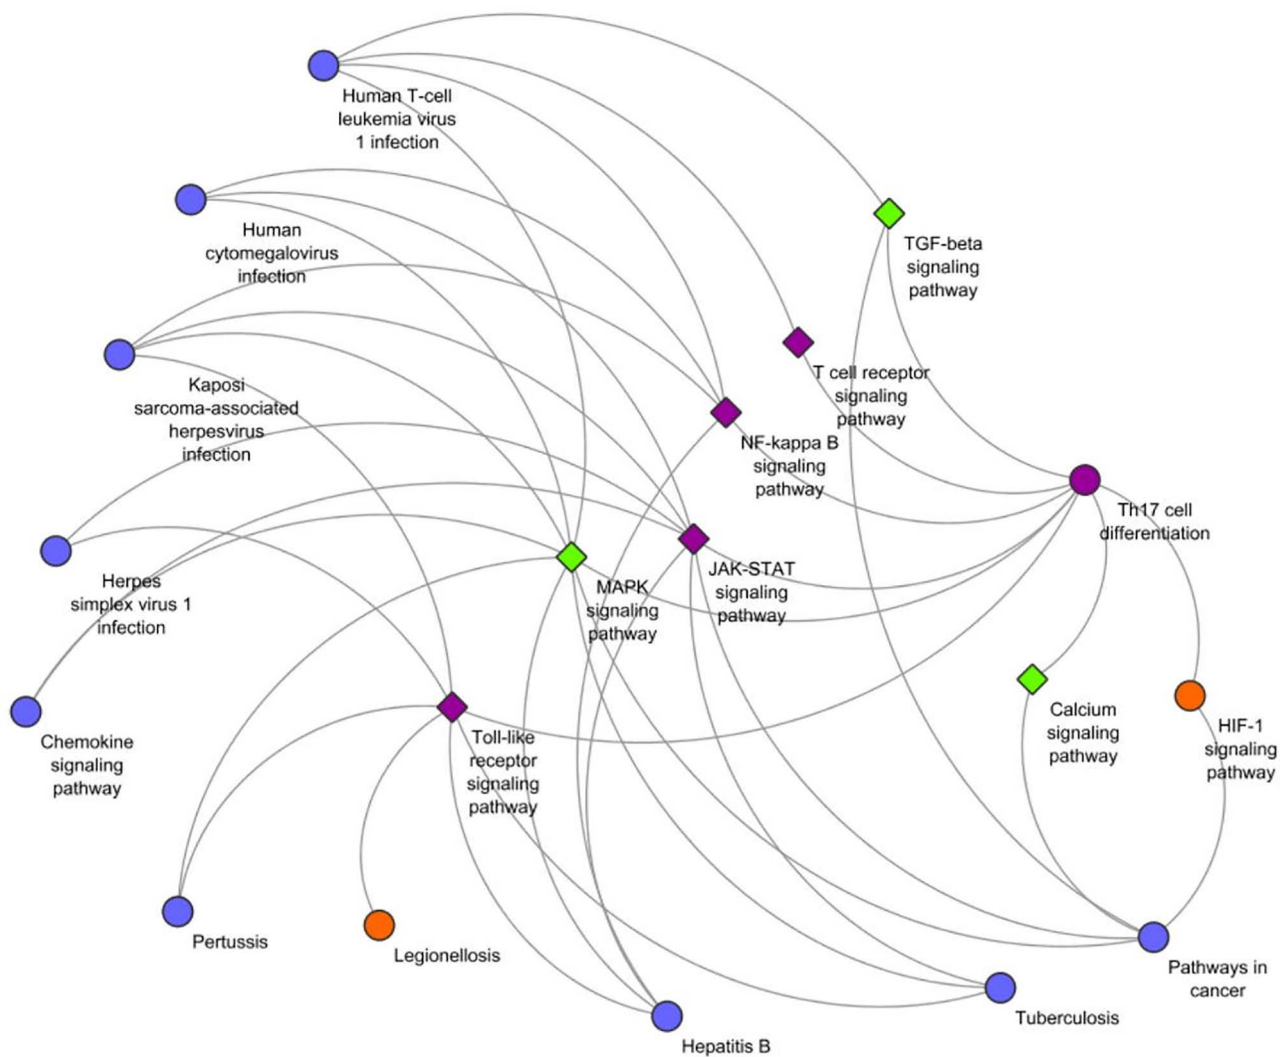 Human T-cell
leukemia virus
1 infection
Human
cytomegalovirus
infection
TGF-beta
signaling
pathway
T cell receptor
signaling
pathway
Kaposi
sarcoma-associated
herpesvirus
infection
NF-kappa B
signaling
pathway
Th17 cell
differentiation
Herpes
simplex virus 1
infection
MAPK
signaling
pathway
JAK-STAT
signaling
pathway
Chemokine
signaling
pathway
Toll-like
receptor
signaling
pathway
Calcium
signaling
pathway
HIF-1
signaling
pathway
Pertussis
Legionellosis
Hepatitis B
Tuberculosis
Pathways in
cancer